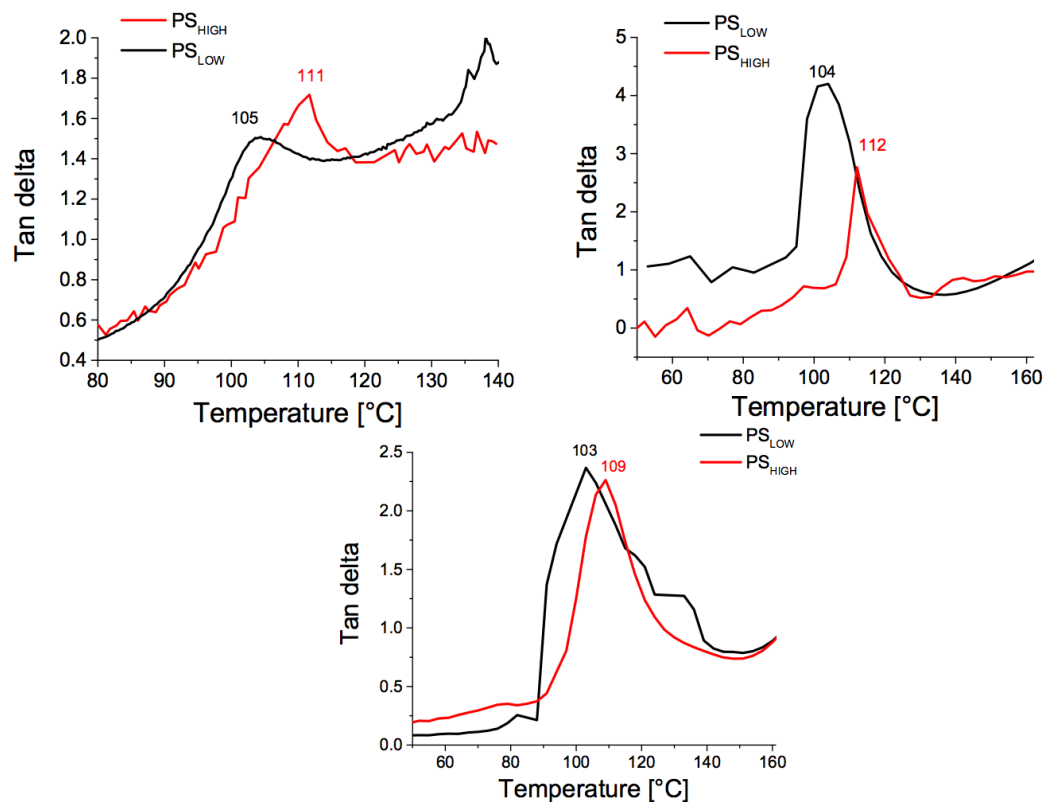 PS_HIGH
PS_LOW
2.0
1.8
1.6
1.4
1.2
1.0
0.8
0.6
0.4
Tan delta
105
111
80 90 100 110 120 130 140
Temperature [°C]
PS_LOW
PS_HIGH
5
4
3
2
1
0
Tan delta
104
112
60 80 100 120 140 160
Temperature [°C]
PS_LOW
PS_HIGH
2.5
2.0
1.5
1.0
0.5
0.0
Tan delta
103
109
60 80 100 120 140 160
Temperature [°C]